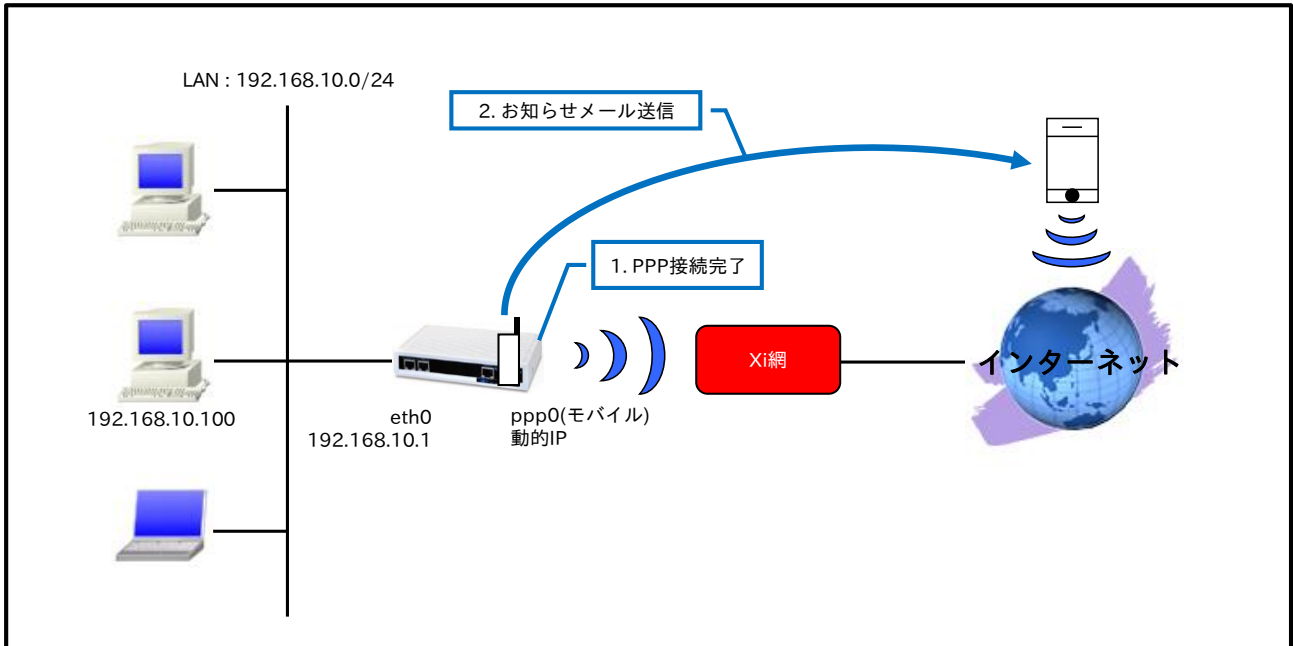 LAN : 192.168.10.0/24
2. お知らせメール送信
1. PPP接続完了
Xi網
インターネット
192.168.10.100
eth0
192.168.10.1
ppp0(モバイル)
動的IP